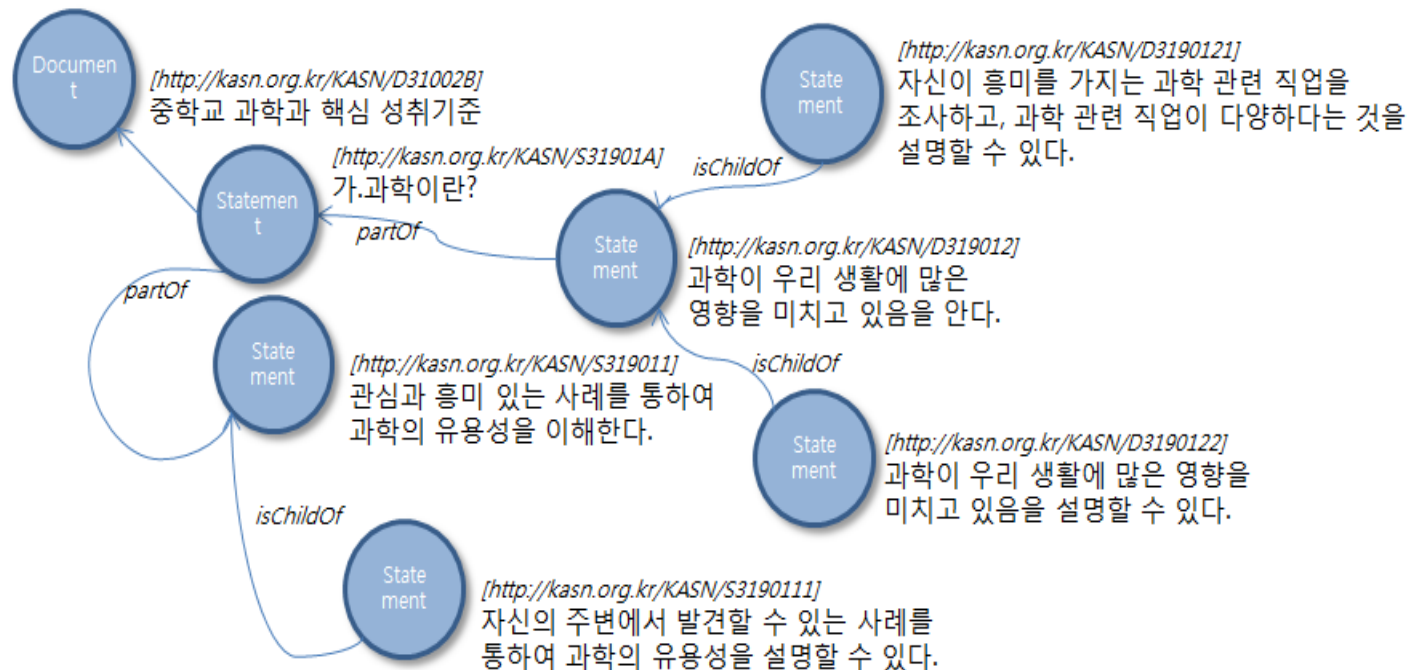 Documen
t
[http://kasn.org.kr/KASN/D31002B]
중학교 과학과 핵심 성취기준
Statemen
t
[http://kasn.org.kr/KASN/S31901A]
가.과학이란?
partOf
partOf
State
ment
[http://kasn.org.kr/KASN/D3190121]
자신이 흥미를 가지는 과학 관련 직업을
조사하고, 과학 관련 직업이 다양하다는 것을
설명할 수 있다.
isChildOf
State
ment
[http://kasn.org.kr/KASN/D319012]
과학이 우리 생활에 많은
영향을 미치고 있음을 안다.
isChildOf
State
ment
[http://kasn.org.kr/KASN/D3190122]
과학이 우리 생활에 많은 영향을
미치고 있음을 설명할 수 있다.
State
ment
[http://kasn.org.kr/KASN/S319011]
관심과 흥미 있는 사례를 통하여
과학의 유용성을 이해한다.
isChildOf
State
ment
[http://kasn.org.kr/KASN/S3190111]
자신의 주변에서 발견할 수 있는 사례를
통하여 과학의 유용성을 설명할 수 있다.